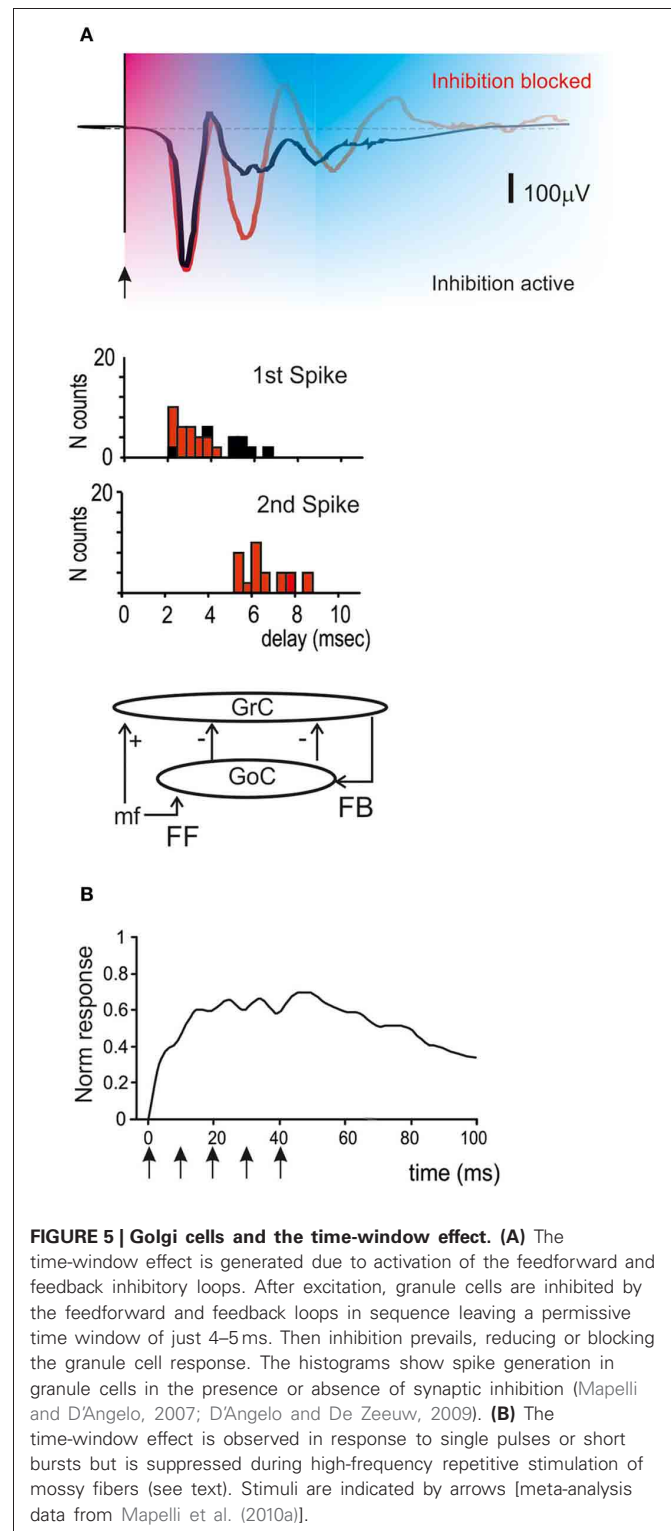 A
Inhibition blocked
100µV
Inhibition active
20
N counts
1st Spike
0
20
N counts
2nd Spike
0 2 4 6 8 10
delay (msec)
GrC
+ - -
GoC
mf
FF
FB
B
1
0.8
0.6
0.4
0.2
0
Norm response
0 20 40 60 80 100
time (ms)
FIGURE 5 | Golgi cells and the time-window effect. (A) The
time-window effect is generated due to activation of the feedforward and
feedback inhibitory loops. After excitation, granule cells are inhibited by
the feedforward and feedback loops in sequence leaving a permissive
time window of just 4–5 ms. Then inhibition prevails, reducing or blocking
the granule cell response. The histograms show spike generation in
granule cells in the presence or absence of synaptic inhibition (Mapelli
and D'Angelo, 2007; D'Angelo and De Zeeuw, 2009). (B) The
time-window effect is observed in response to single pulses or short
bursts but is suppressed during high-frequency repetitive stimulation of
mossy fibers (see text). Stimuli are indicated by arrows [meta-analysis
data from Mapelli et al. (2010a)].